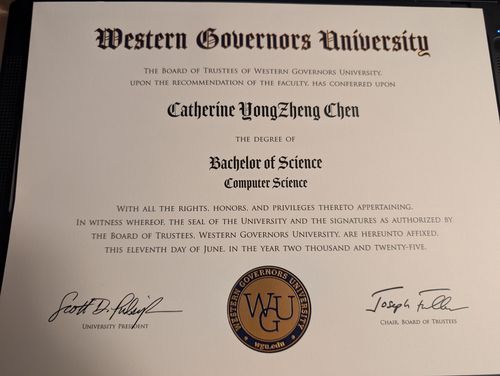 Western Governors University
The Board of Trustees of Western Governors University,
upon the recommendation of the faculty, has conferred upon
Catherine YongZheng Chen
the degree of
Bachelor of Science
Computer Science
With all the rights, honors, and privileges thereto appertaining.
In witness whereof, the seal of the University and the signatures as authorized by
the Board of Trustees, Western Governors University, are hereunto affixed,
this eleventh day of June, in the year two thousand and twenty-five.
Scott D. Pulsipher
University President
WESTERN GOVERNORS UNIVERSITY
WGU
wgu.edu
Joseph Fuller
Chair, Board of Trustees